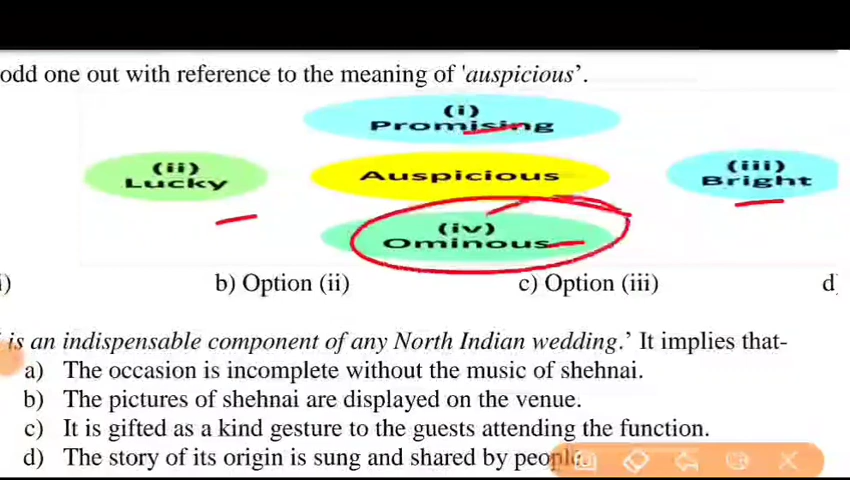 odd one out with reference to the meaning of 'auspicious'.
(i)
Promising
(ii)
Lucky
Auspicious
(iii)
Bright
(iv)
Ominous
i)	b) Option (ii)	c) Option (iii)	d)
is an indispensable component of any North Indian wedding.' It implies that-
a) The occasion is incomplete without the music of shehnai.
b) The pictures of shehnai are displayed on the venue.
c) It is gifted as a kind gesture to the guests attending the function.
d) The story of its origin is sung and shared by people.